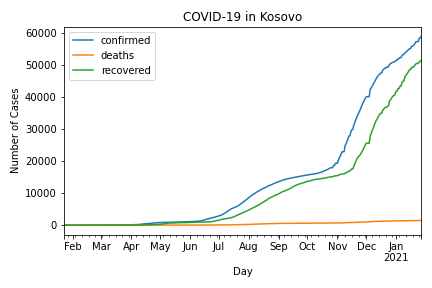 COVID-19 in Kosovo
confirmed
deaths
recovered
60000
50000
40000
30000
20000
10000
0
Number of Cases
Feb Mar Apr May Jun Jul Aug Sep Oct Nov Dec Jan
2021
Day